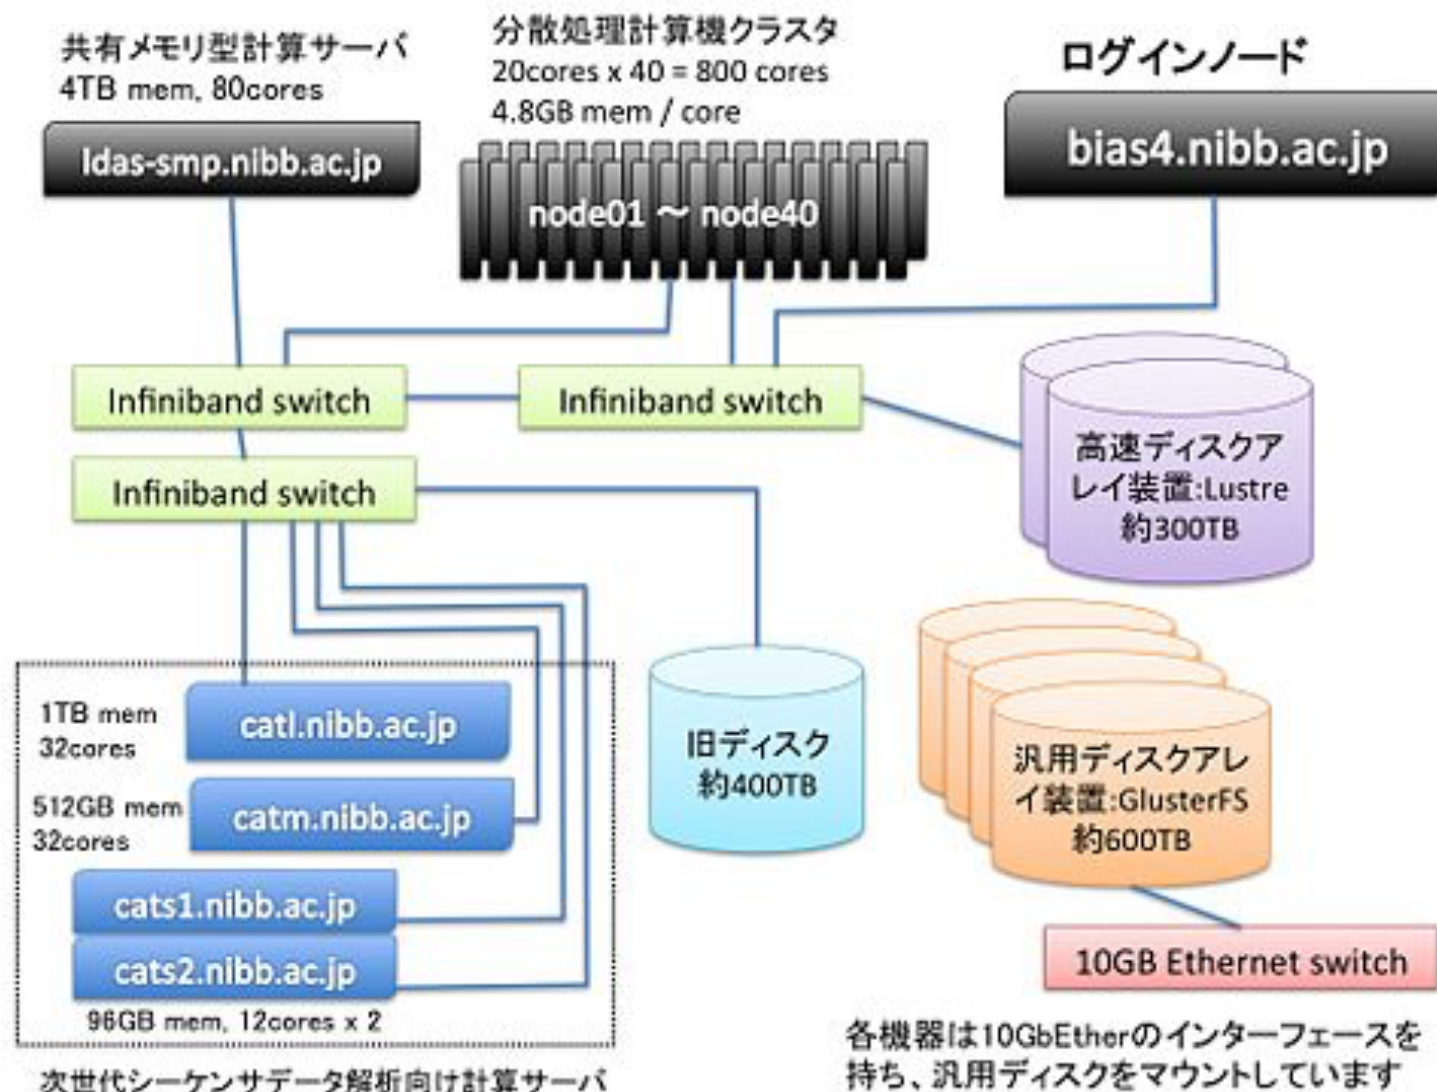 共有メモリ型計算サーバ
4TB mem, 80cores
ldas-smp.nibb.ac.jp
分散処理計算機クラスタ
20cores x 40 = 800 cores
4.8GB mem / core
node01 ～ node40
ログインノード
bias4.nibb.ac.jp
Infiniband switch
Infiniband switch
Infiniband switch
高速ディスクア
レイ装置:Lustre
約300TB
1TB mem
32cores
catl.nibb.ac.jp
512GB mem
32cores
catm.nibb.ac.jp
cats1.nibb.ac.jp
cats2.nibb.ac.jp
96GB mem, 12cores x 2
次世代シーケンサデータ解析向け計算サーバ
旧ディスク
約400TB
汎用ディスクアレ
イ装置:GlusterFS
約600TB
10GB Ethernet switch
各機器は10GbEtherのインターフェースを
持ち、汎用ディスクをマウントしています